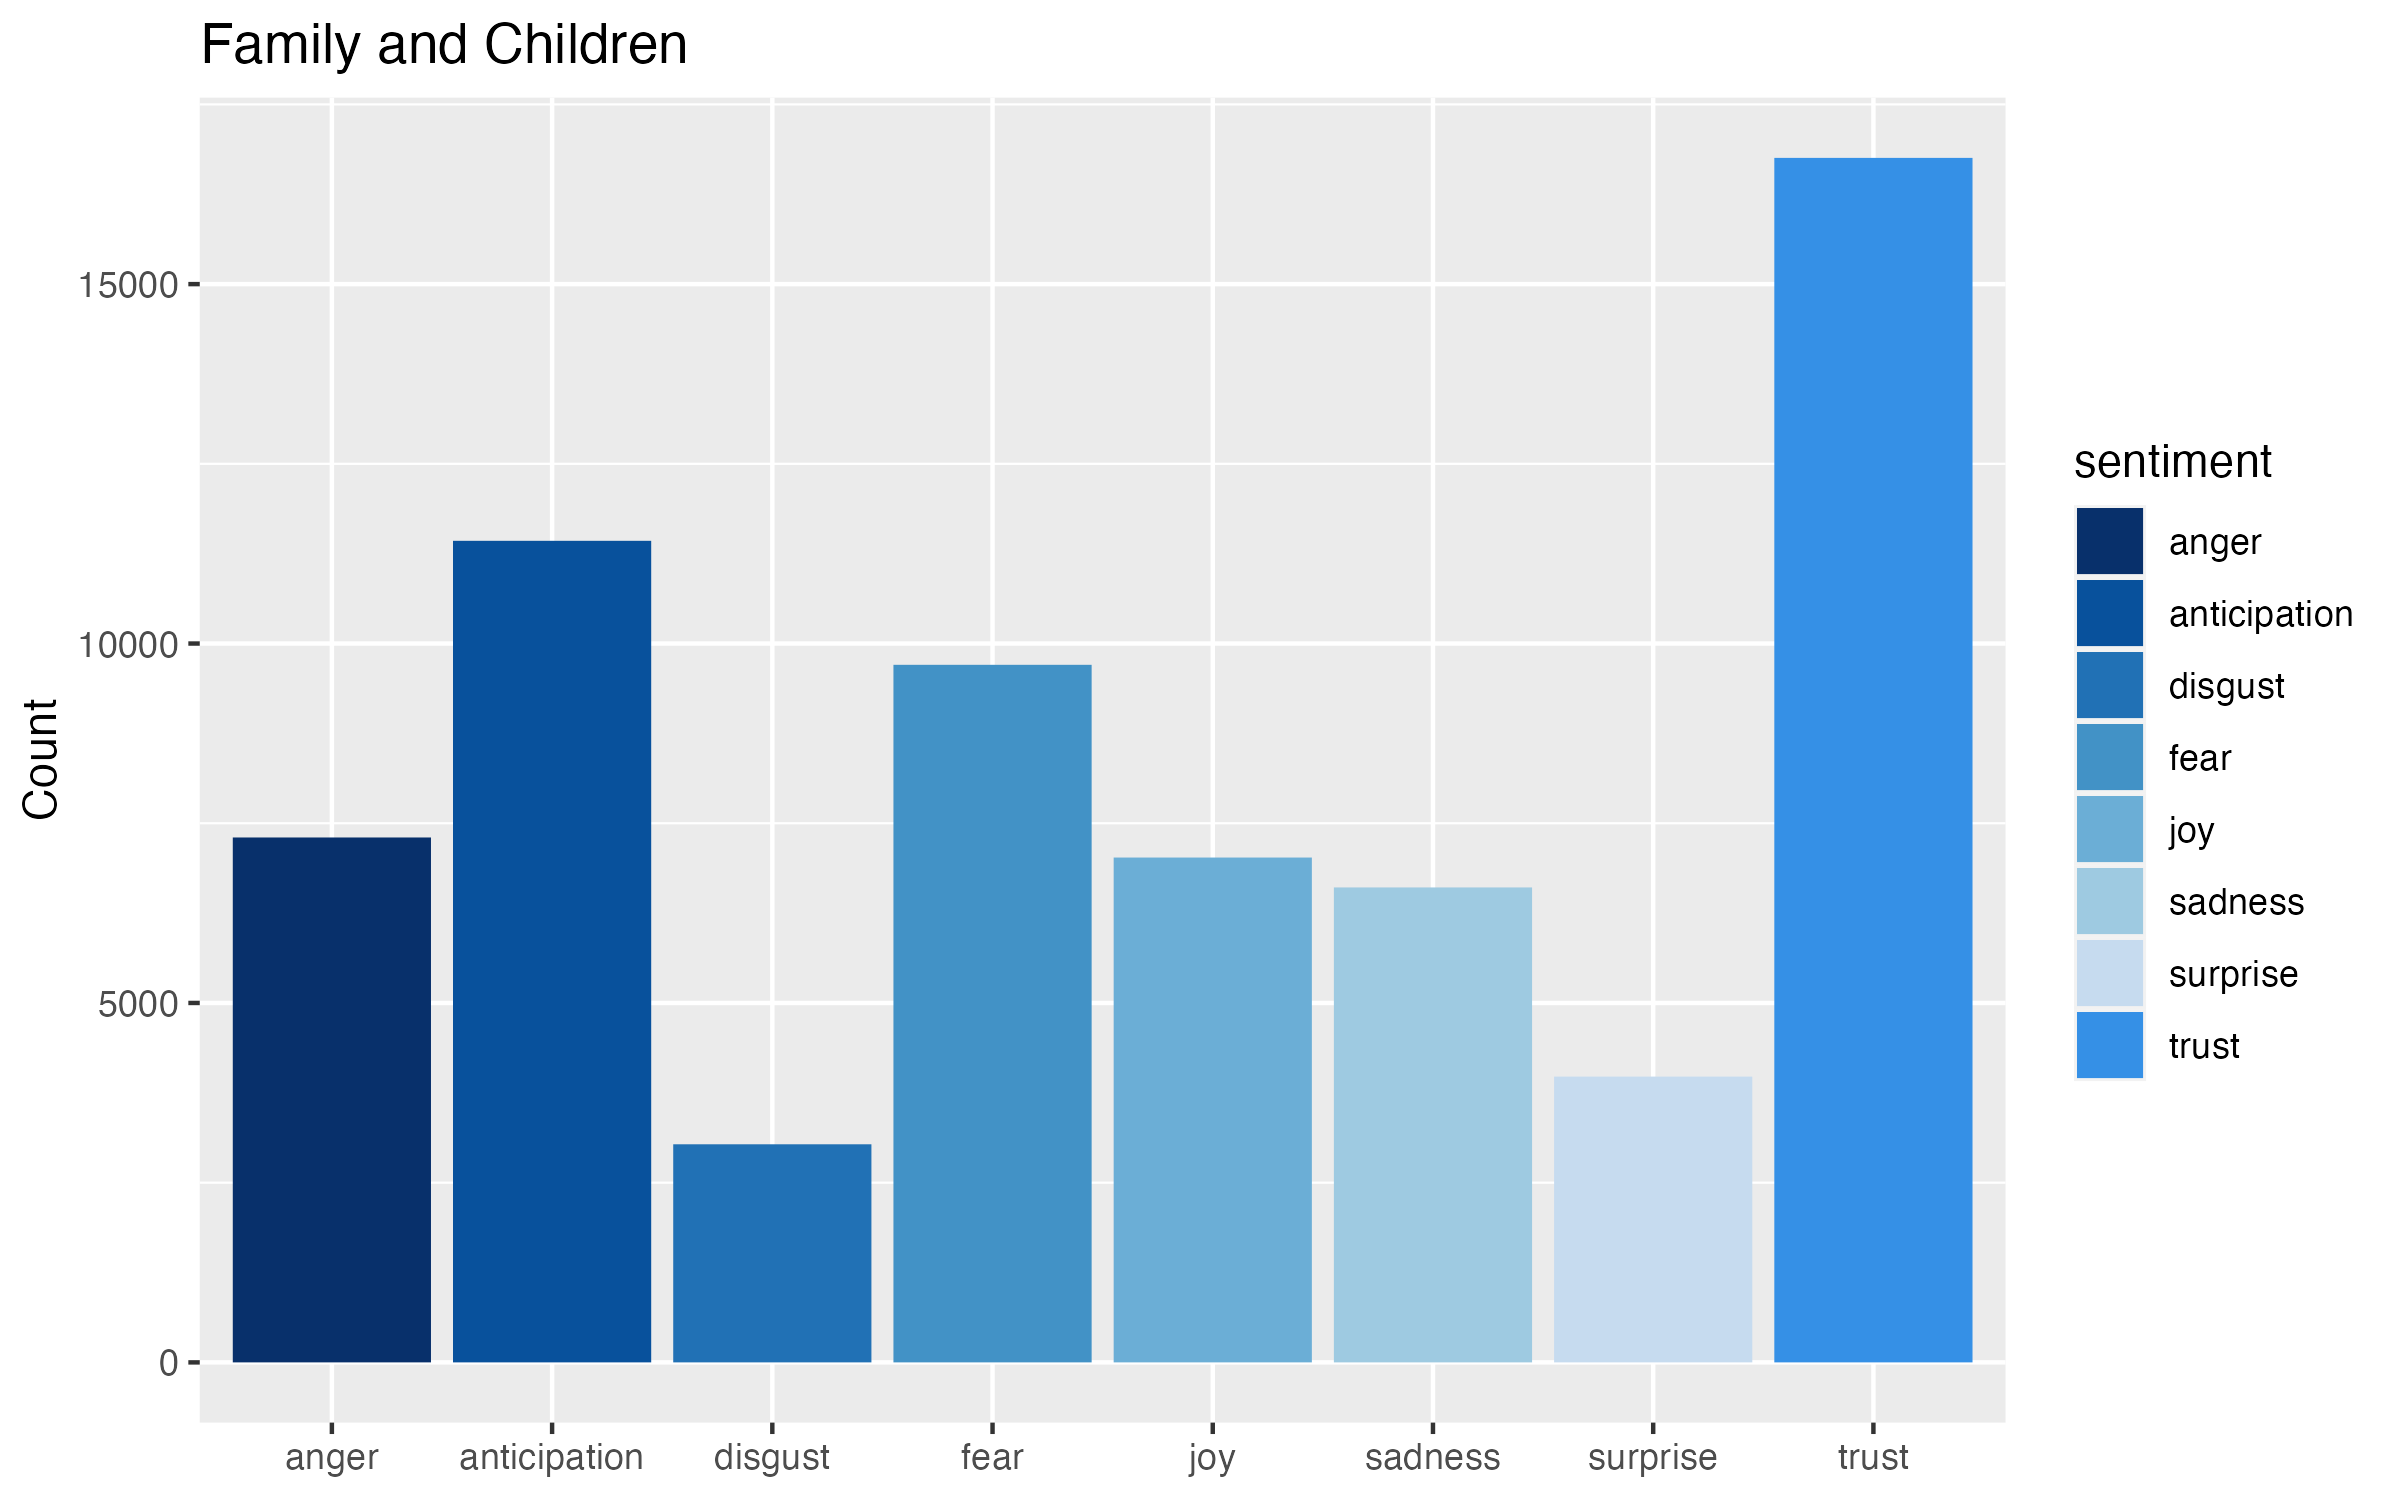 Family and Children
15000
10000
5000
0
Count
anger
anticipation
disgust
fear
joy
sadness
surprise
trust
sentiment
anger
anticipation
disgust
fear
joy
sadness
surprise
trust